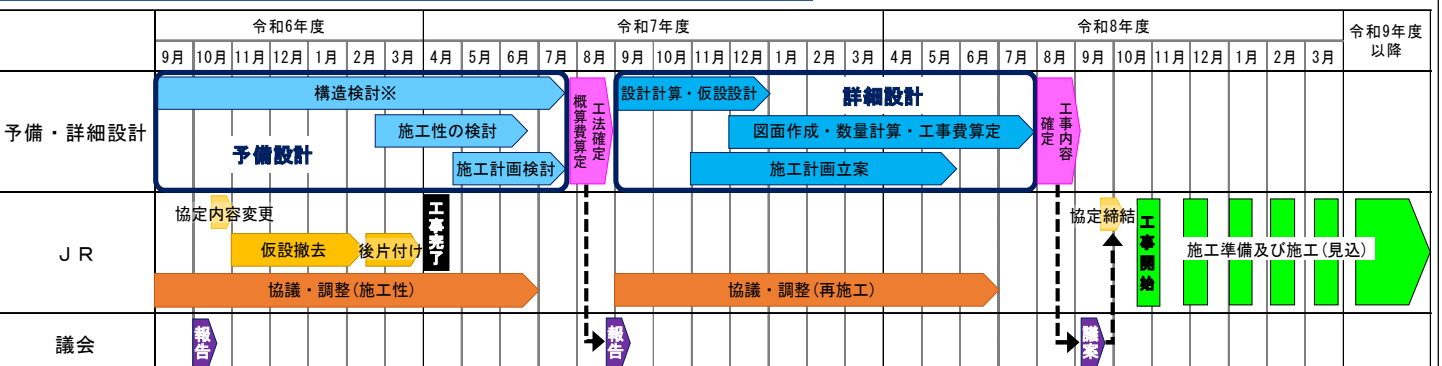 令和6年度 令和7年度 令和8年度 令和9年度以降
9月 10月 11月 12月 1月 2月 3月 4月 5月 6月 7月 8月 9月 10月 11月 12月 1月 2月 3月 4月 5月 6月 7月 8月 9月 10月 11月 12月 1月 2月 3月
予備・詳細設計
構造検討※
施工性の検討
予備設計
施工計画検討
工法確定
概算費算定
設計計算・仮設設計
詳細設計
図面作成・数量計算・工事費算定
施工計画立案
工事内容
確定
ＪＲ
協定内容変更
仮設撤去
後片付け
工事完了
協議・調整(施工性)
協議・調整(再施工)
協定締結
工事開始
施工準備及び施工(見込)
議会
報告
報告
議案